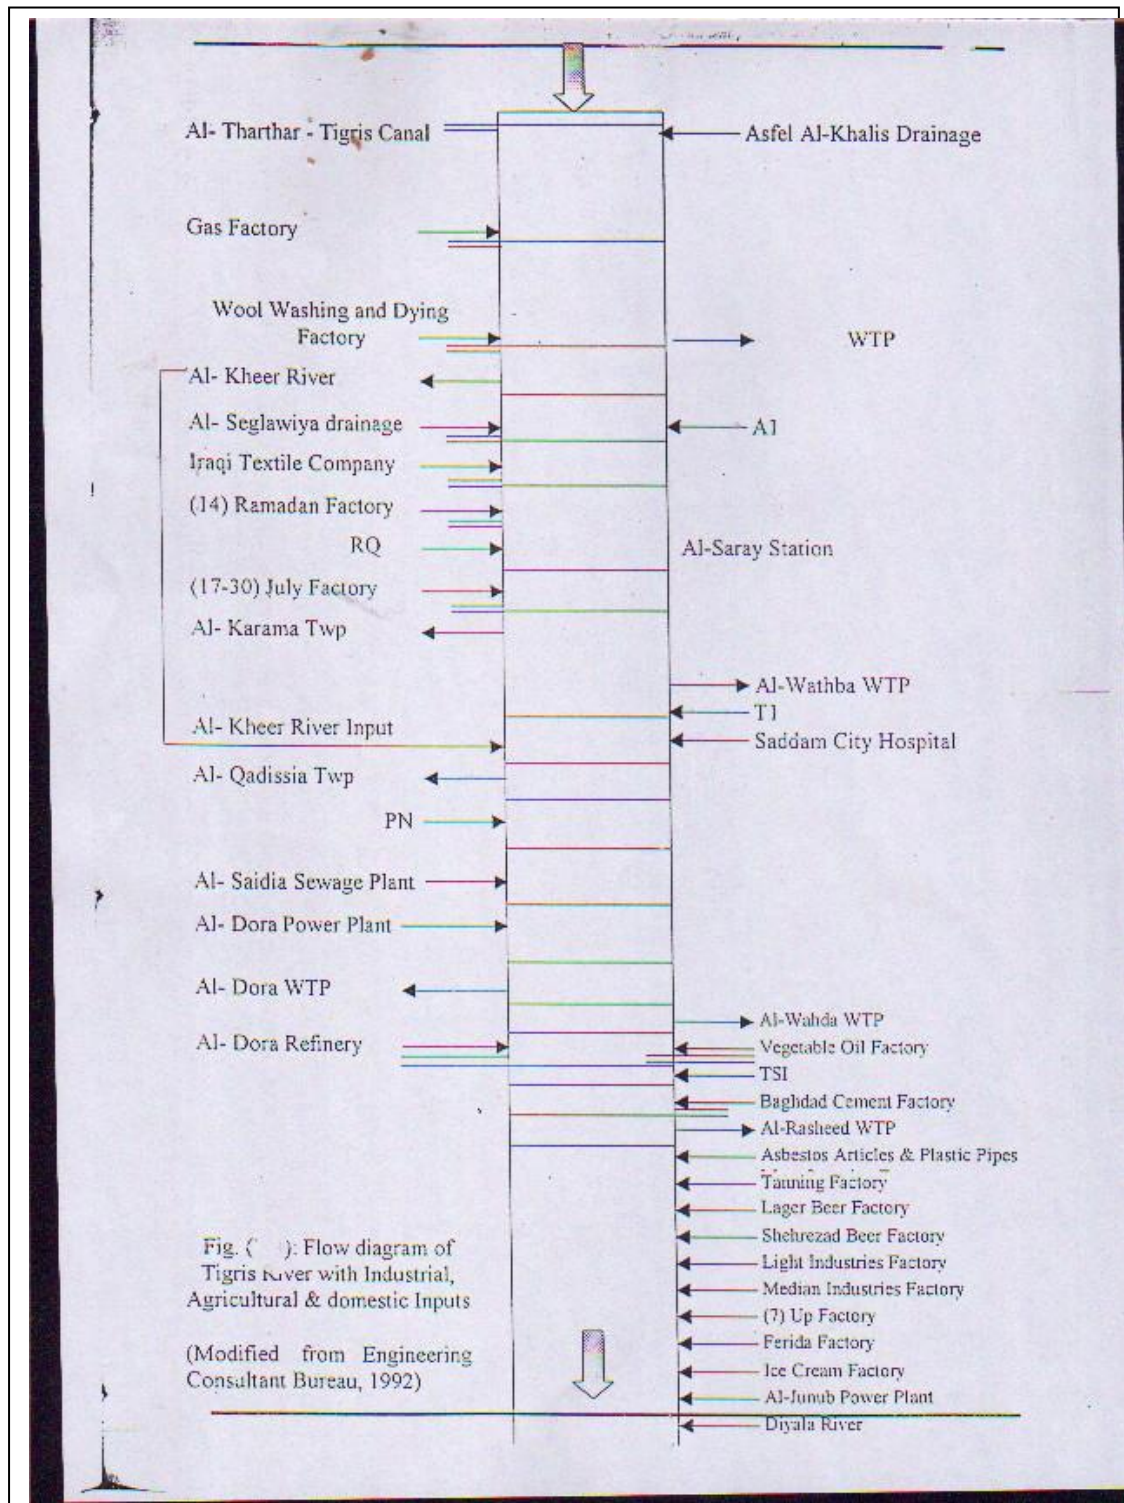 Al- Tharthar - Tigris Canal
Asfel Al-Khalis Drainage
Gas Factory
Wool Washing and Dying
Factory
WTP
Al- Kheer River
Al- Seglawiya drainage
A1
Iraqi Textile Company
(14) Ramadan Factory
RQ
Al-Saray Station
(17-30) July Factory
Al- Karama Twp
Al-Wathba WTP
T1
Al- Kheer River Input
Saddam City Hospital
Al- Qadissia Twp
PN
Al- Saidia Sewage Plant
Al- Dora Power Plant
Al- Dora WTP
Al-Wahda WTP
Al- Dora Refinery
Vegetable Oil Factory
TSI
Baghdad Cement Factory
Al-Rasheed WTP
Asbestos Articles & Plastic Pipes
Tanning Factory
Lager Beer Factory
Shehrezad Beer Factory
Light Industries Factory
Median Industries Factory
(7) Up Factory
Ferida Factory
Ice Cream Factory
Al-Junub Power Plant
Diyala River
Fig. ( ): Flow diagram of
Tigris River with Industrial,
Agricultural & domestic Inputs
(Modified from Engineering
Consultant Bureau, 1992)